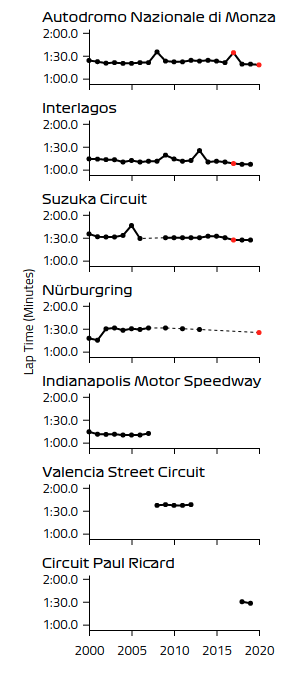 Autodromo Nazionale di Monza
2:00.0
1:30.0
1:00.0
Interlagos
2:00.0
1:30.0
1:00.0
Suzuka Circuit
2:00.0
1:30.0
1:00.0
Lap Time (Minutes)
Nürburgring
2:00.0
1:30.0
1:00.0
Indianapolis Motor Speedway
2:00.0
1:30.0
1:00.0
Valencia Street Circuit
2:00.0
1:30.0
1:00.0
Circuit Paul Ricard
2:00.0
1:30.0
1:00.0
2000 2005 2010 2015 2020